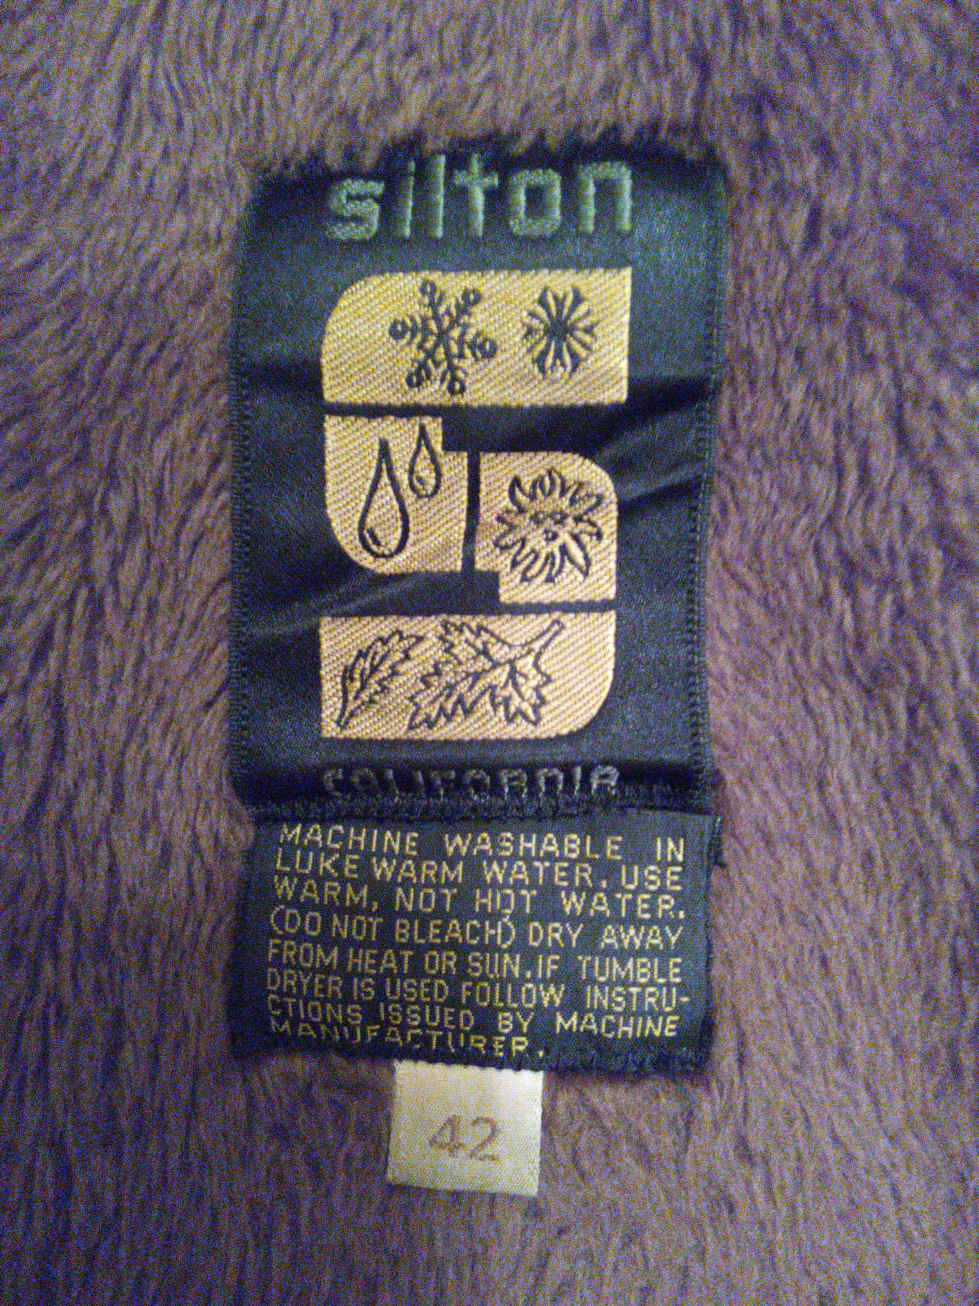 silton
CALIFORNIA
MACHINE WASHABLE IN
LUKE WARM WATER. USE
WARM, NOT HOT WATER.
(DO NOT BLEACH) DRY AWAY
FROM HEAT OR SUN. IF TUMBLE
DRYER IS USED FOLLOW INSTRU-
CTIONS ISSUED BY MACHINE
MANUFACTURER.
42